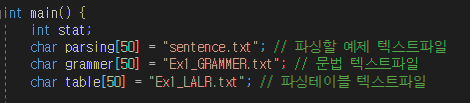 int main() {
int stat;
char parsing[50] = "sentence.txt"; // 파싱할 예제 텍스트파일
char grammer[50] = "Ex1_GRAMMER.txt"; // 문법 텍스트파일
char table[50] = "Ex1_LALR.txt"; // 파싱테이블 텍스트파일